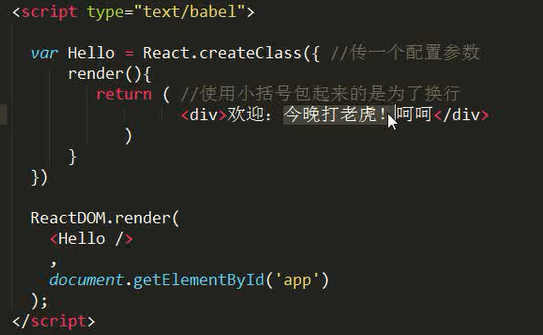 <script type="text/babel">
var Hello = React.createClass({ //传一个配置参数
render(){
return ( //使用小括号包起来的是为了换行
<div>欢迎：今晚打老虎！呵呵</div>
)
}
})
ReactDOM.render(
<Hello />
,
document.getElementById('app')
);
</script>